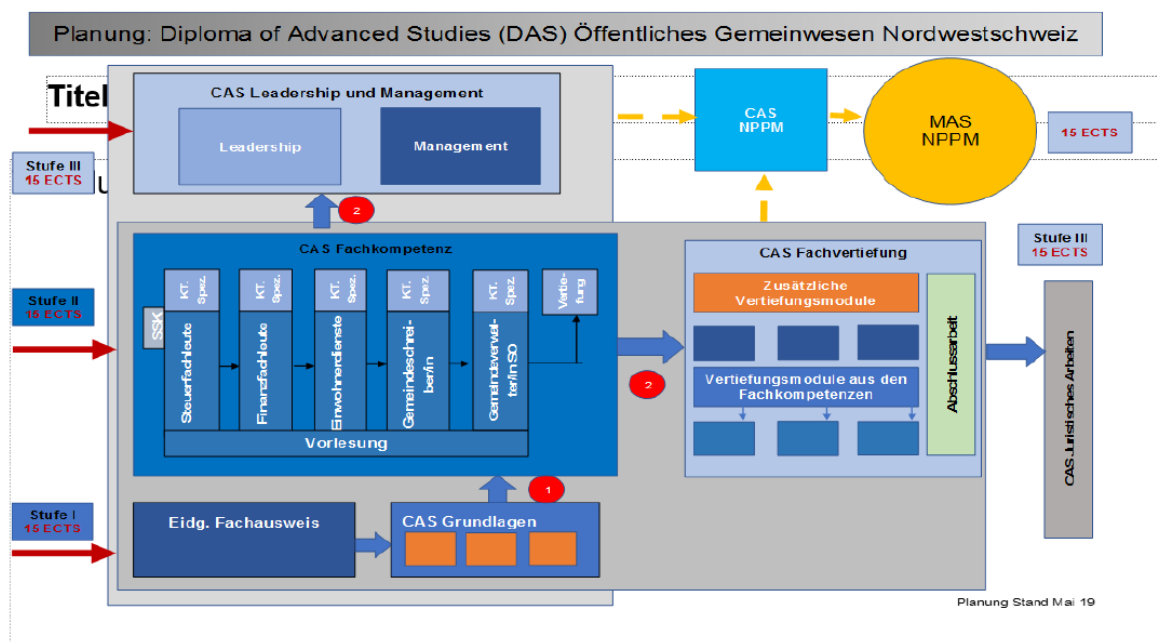 Planung: Diploma of Advanced Studies (DAS) Öffentliches Gemeinwesen Nordwestschweiz
Titel
CAS Leadership und Management
Leadership
Management
CAS
NPPM
MAS
NPPM
15 ECTS
Stufe III
15 ECTS
2
CAS Fachkompetenz
KT.
Spez.
KT.
Spez.
KT.
Spez.
KT.
Spez.
KT.
Spez.
Vertie-
fung
SSK
Steuerfachleute
Finanzfachleute
Einwohnerdienste
Gemeindeschrei-
ber/in
Gemeindeverwal-
ter/in SO
Vorlesung
Stufe II
15 ECTS
2
CAS Fachvertiefung
Zusätzliche
Vertiefungsmodule
Vertiefungsmodule aus den
Fachkompetenzen
Abschlussarbeit
Stufe III
15 ECTS
CAS Juristisches Arbeiten
1
Stufe I
15 ECTS
Eidg. Fachausweis
CAS Grundlagen
Planung Stand Mai 19